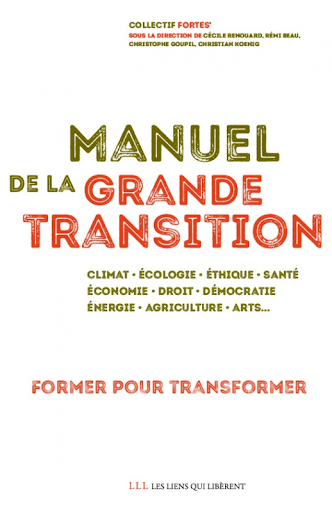 COLLECTIF FORTES*
SOUS LA DIRECTION DE CÉCILE RENOUARD, RÉMI BEAU,
CHRISTOPHE GOUPIL, CHRISTIAN KOENIG
MANUEL
DE LA GRANDE
TRANSITION
CLIMAT • ÉCOLOGIE • ÉTHIQUE • SANTÉ
ÉCONOMIE • DROIT • DÉMOCRATIE
ÉNERGIE • AGRICULTURE • ARTS...
FORMER POUR TRANSFORMER
LLL LES LIENS QUI LIBÈRENT